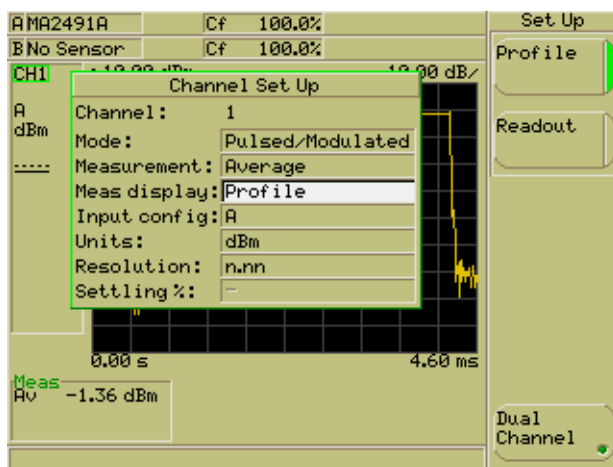 A MA2491A Cf 100.0% Set Up
B No Sensor Cf 100.0%
Profile
CH1 10.00 dB/
Channel Set Up
A
dBm
Channel: 1
Mode: Pulsed/Modulated
Readout
Measurement: Average
Meas display: Profile
Input config: A
Units: dBm
Resolution: n.nn
Settling %: -
0.00 s 4.60 ms
Meas
Av -1.36 dBm
Dual
Channel